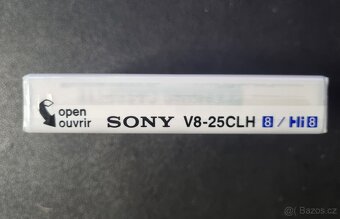 open
ouvrir
SONY V8-25CLH 8 / Hi8
bazos.cz